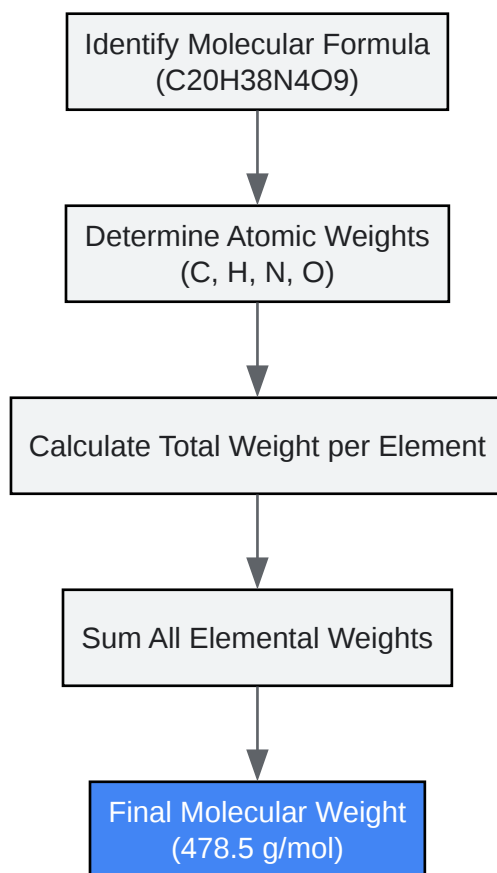 Identify Molecular Formula
(C20H38N4O9)
Determine Atomic Weights
(C, H, N, O)
Calculate Total Weight per Element
Sum All Elemental Weights
Final Molecular Weight
(478.5 g/mol)